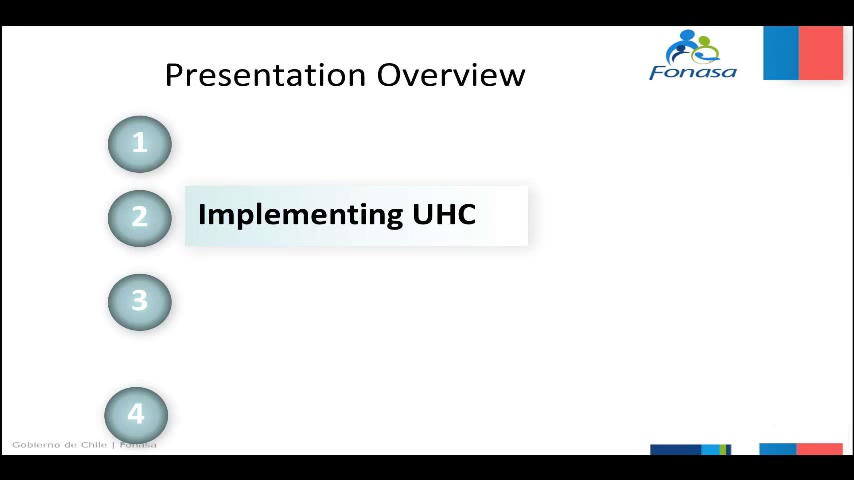 Presentation Overview
Fonasa
1
2
Implementing UHC
3
4
Gobierno de Chile | Fonasa